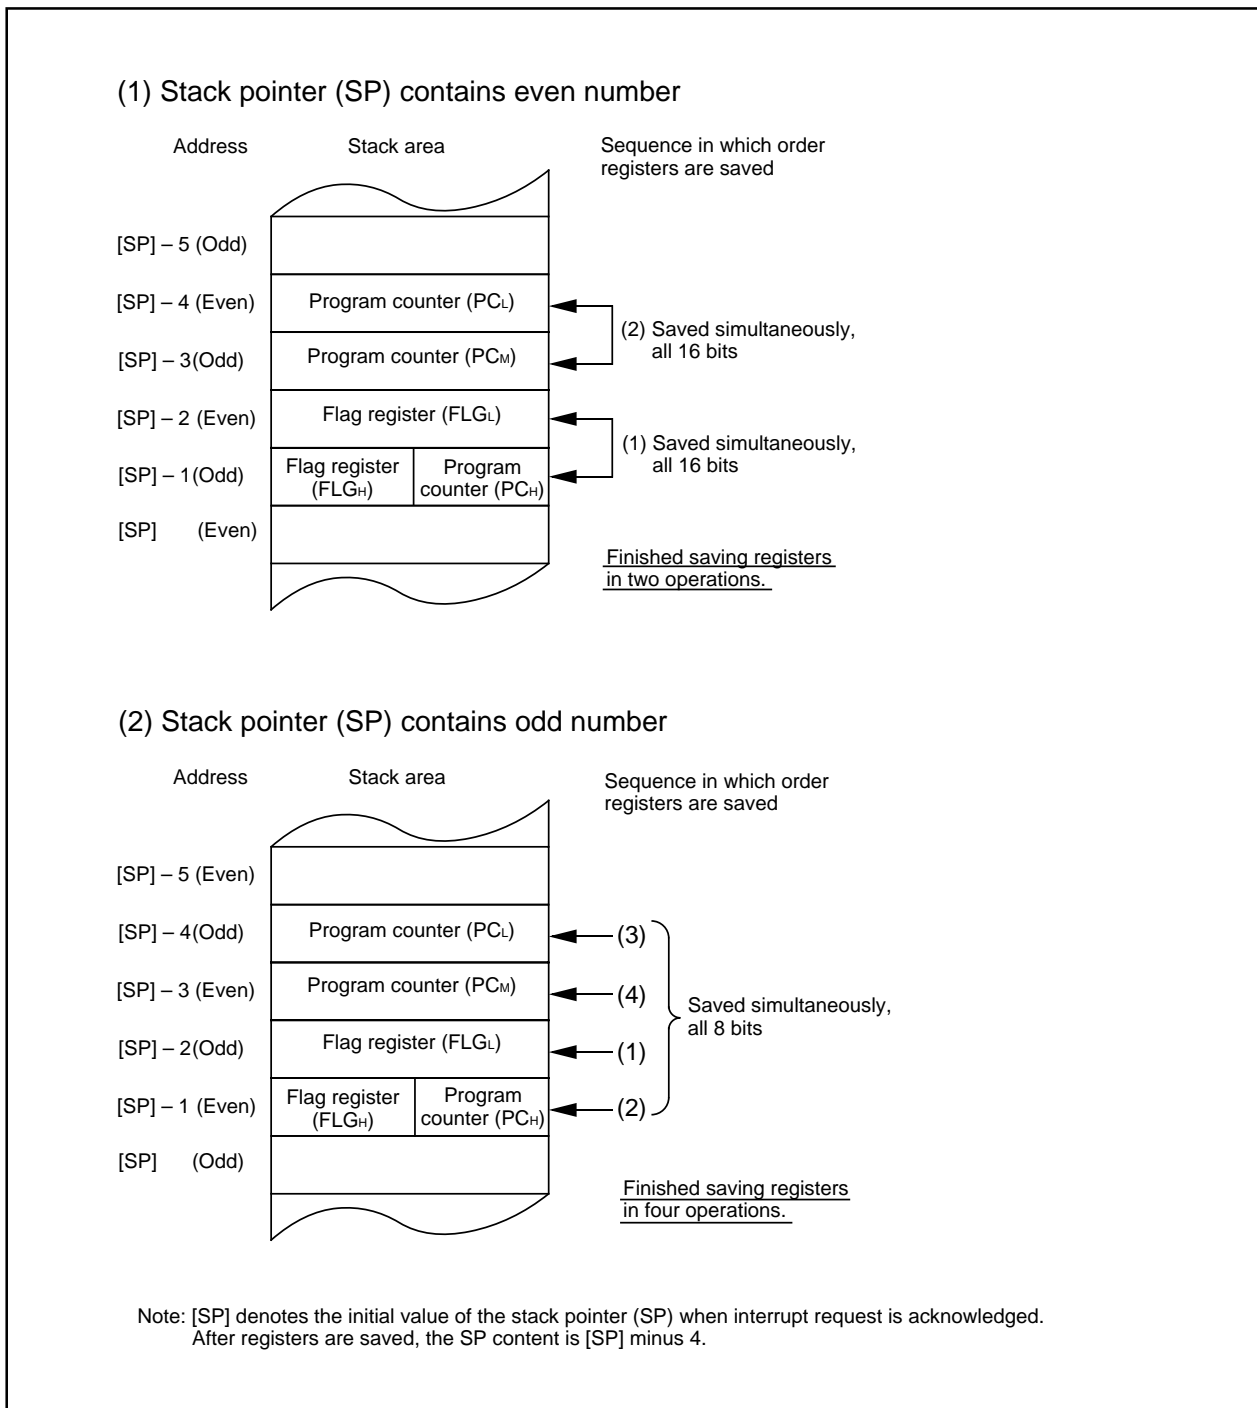 (1) Stack pointer (SP) contains even number
Address
Stack area
Sequence in which order
registers are saved
[SP] – 5 (Odd)
[SP] – 4 (Even)
Program counter (PCL)
[SP] – 3(Odd)
Program counter (PCM)
(2) Saved simultaneously,
all 16 bits
[SP] – 2 (Even)
Flag register (FLGL)
[SP] – 1(Odd)
Flag register
(FLGH)
Program
counter (PCH)
(1) Saved simultaneously,
all 16 bits
[SP] (Even)
Finished saving registers
in two operations.
(2) Stack pointer (SP) contains odd number
Address
Stack area
Sequence in which order
registers are saved
[SP] – 5 (Even)
[SP] – 4(Odd)
Program counter (PCL)
(3)
[SP] – 3 (Even)
Program counter (PCM)
(4)
Saved simultaneously,
all 8 bits
[SP] – 2(Odd)
Flag register (FLGL)
(1)
[SP] – 1 (Even)
Flag register
(FLGH)
Program
counter (PCH)
(2)
[SP] (Odd)
Finished saving registers
in four operations.
Note: [SP] denotes the initial value of the stack pointer (SP) when interrupt request is acknowledged.
After registers are saved, the SP content is [SP] minus 4.